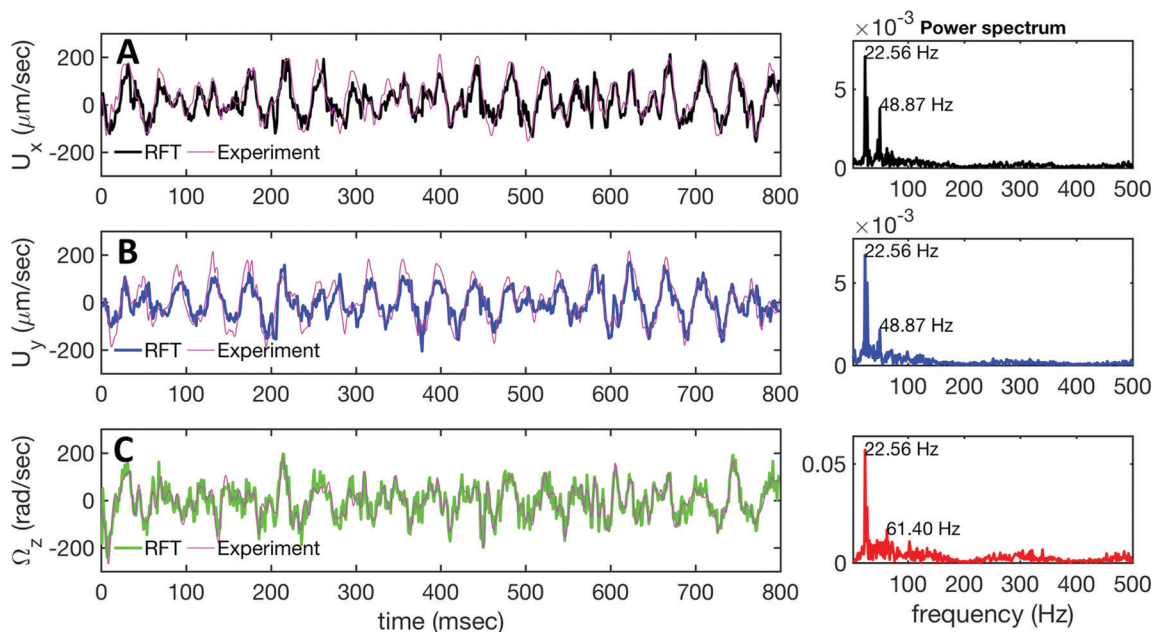 × 10⁻³
Power spectrum
A
200
0
-200
U_x (μm/sec)
RFT
Experiment
0 100 200 300 400 500 600 700 800
22.56 Hz
5
48.87 Hz
0
100 200 300 400 500
× 10⁻³
B
200
0
-200
U_y (μm/sec)
RFT
Experiment
0 100 200 300 400 500 600 700 800
22.56 Hz
5
48.87 Hz
0
100 200 300 400 500
C
200
0
-200
Ω_z (rad/sec)
RFT
Experiment
0 100 200 300 400 500 600 700 800
time (msec)
22.56 Hz
0.05
61.40 Hz
0
100 200 300 400 500
frequency (Hz)